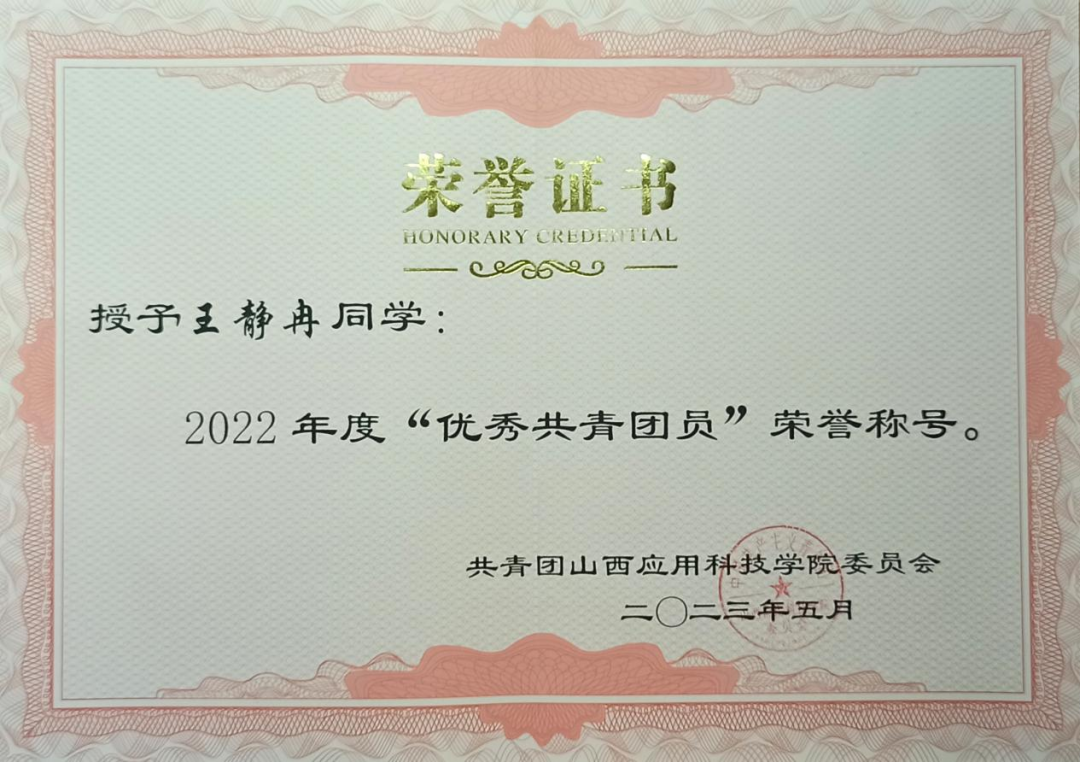 荣誉证书
HONORARY CREDENTIAL
授予王静冉同学：
2022年度“优秀共青团员”荣誉称号。
共青团山西应用科技学院委员会
二〇二三年五月